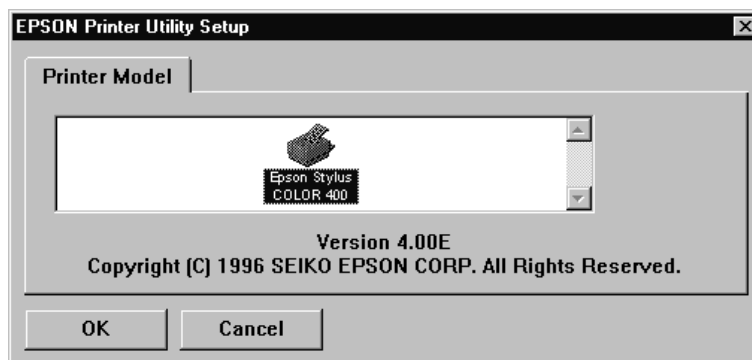 EPSON Printer Utility Setup
Printer Model
Epson Stylus
COLOR 400
Version 4.00E
Copyright (C) 1996 SEIKO EPSON CORP. All Rights Reserved.
OK Cancel